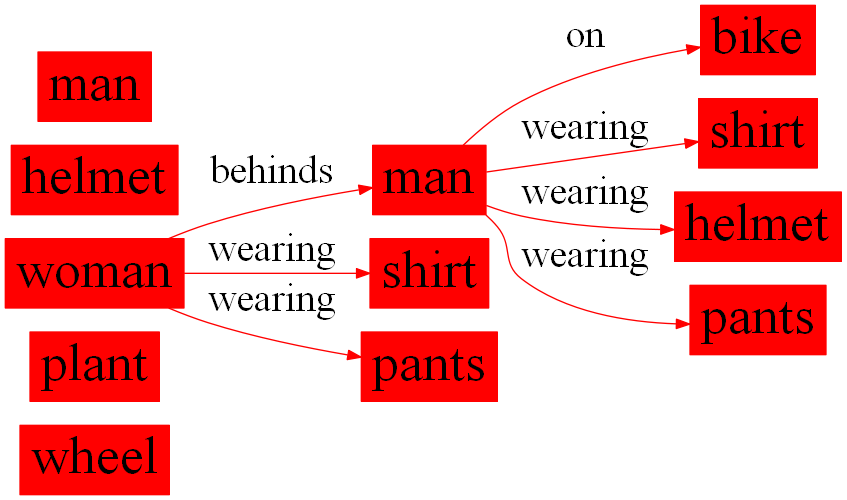 man
helmet
woman
plant
wheel
behinds
wearing
wearing
man
shirt
pants
on
wearing
wearing
wearing
bike
shirt
helmet
pants